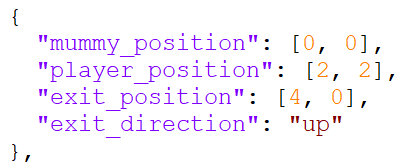 {
  "mummy_position": [0, 0],
  "player_position": [2, 2],
  "exit_position": [4, 0],
  "exit_direction": "up"
},